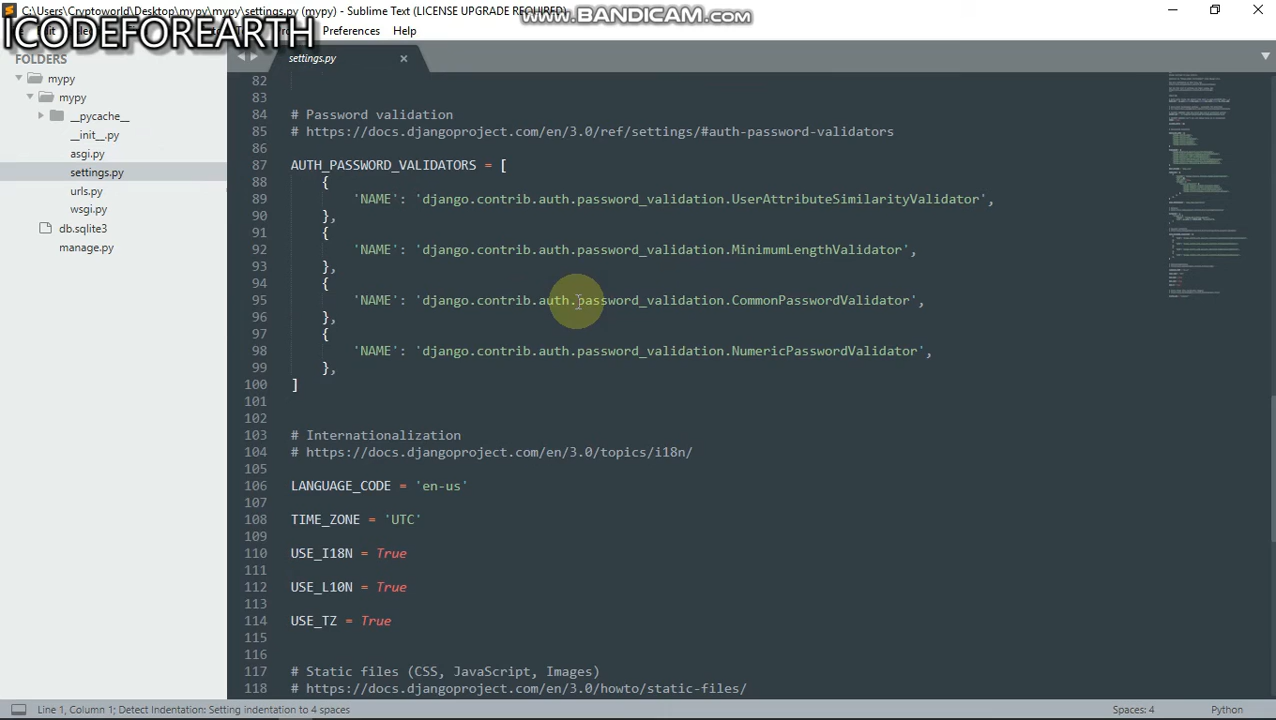 C:\Users\Cryptoworld\Desktop\mypy\mypy\settings.py (mypy) - Sublime Text (LICENSE UPGRADE REQUIRED)
www.BANDICAM.com
ICODEFOREARTH
Preferences Help
FOLDERS
mypy
mypy
__pycache__
__init__.py
asgi.py
settings.py
urls.py
wsgi.py
db.sqlite3
manage.py
settings.py
82
83
84 # Password validation
85 # https://docs.djangoproject.com/en/3.0/ref/settings/#auth-password-validators
86
87 AUTH_PASSWORD_VALIDATORS = [
88 {
89 'NAME': 'django.contrib.auth.password_validation.UserAttributeSimilarityValidator',
90 },
91 {
92 'NAME': 'django.contrib.auth.password_validation.MinimumLengthValidator',
93 },
94 {
95 'NAME': 'django.contrib.auth.password_validation.CommonPasswordValidator',
96 },
97 {
98 'NAME': 'django.contrib.auth.password_validation.NumericPasswordValidator',
99 },
100 ]
101
102
103 # Internationalization
104 # https://docs.djangoproject.com/en/3.0/topics/i18n/
105
106 LANGUAGE_CODE = 'en-us'
107
108 TIME_ZONE = 'UTC'
109
110 USE_I18N = True
111
112 USE_L10N = True
113
114 USE_TZ = True
115
116
117 # Static files (CSS, JavaScript, Images)
118 # https://docs.djangoproject.com/en/3.0/howto/static-files/
Line 1, Column 1; Detect Indentation: Setting indentation to 4 spaces
Spaces: 4
Python